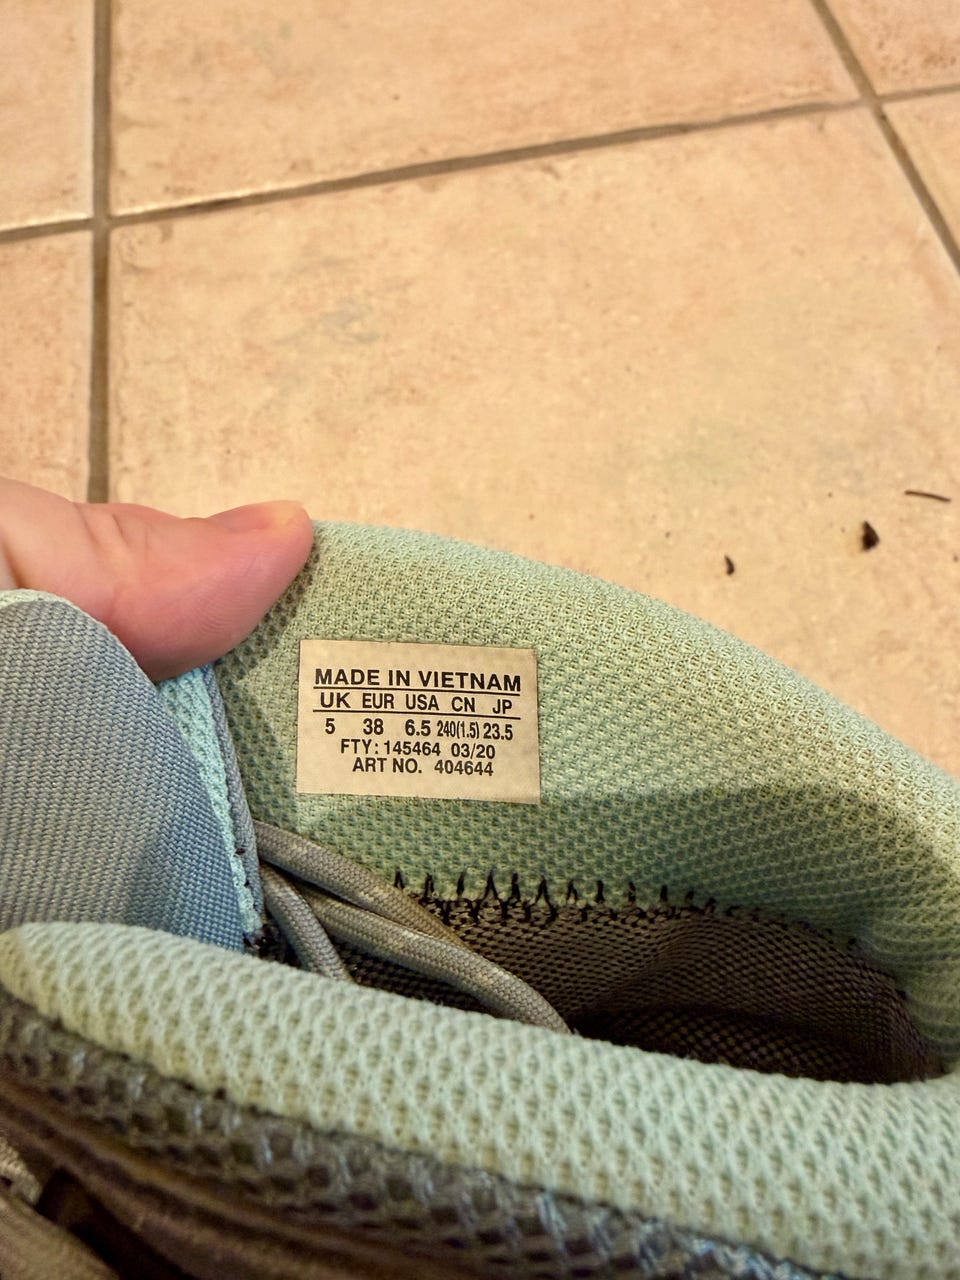 MADE IN VIETNAM
UK EUR USA CN JP
5 38 6.5 240(1.5) 23.5
FTY: 145464 03/20
ART NO. 404644